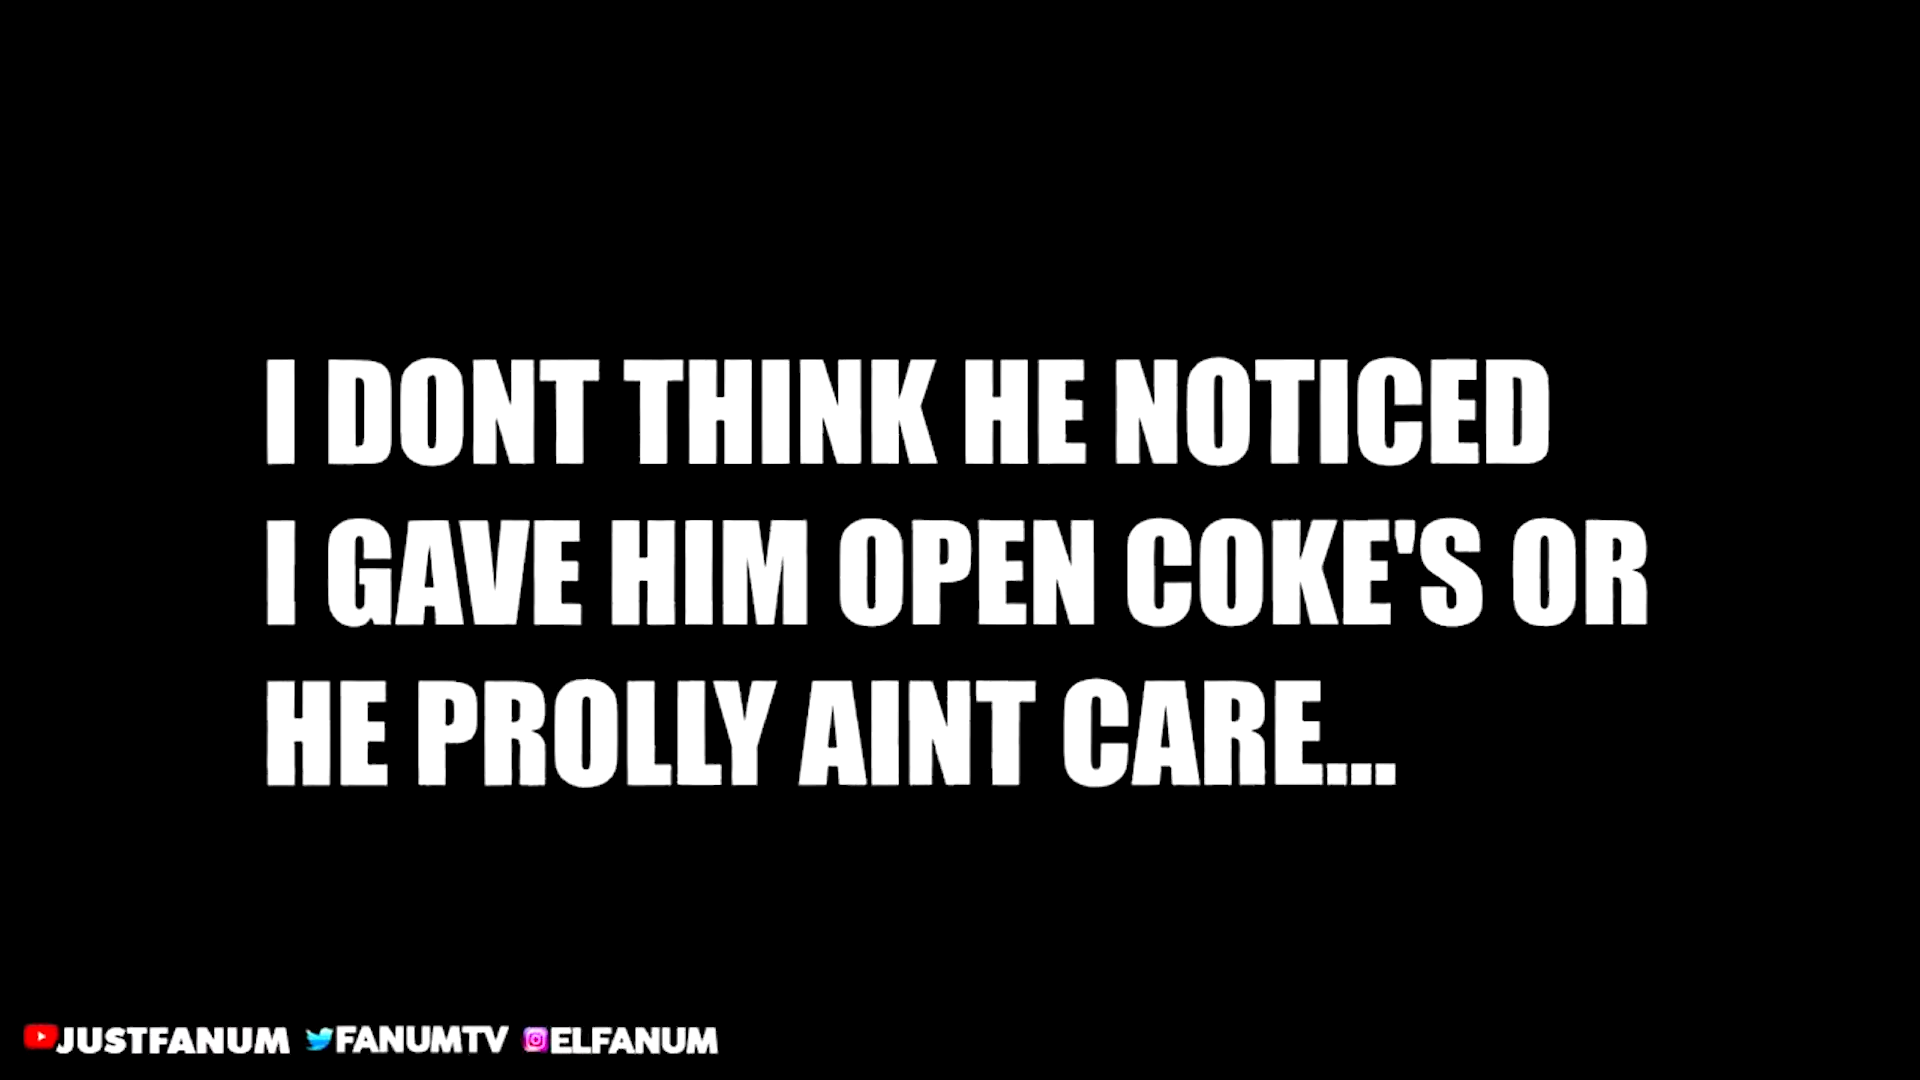 I DONT THINK HE NOTICED
I GAVE HIM OPEN COKE'S OR
HE PROLLY AINT CARE...
JUSTFANUM FANUMTV ELFANUM